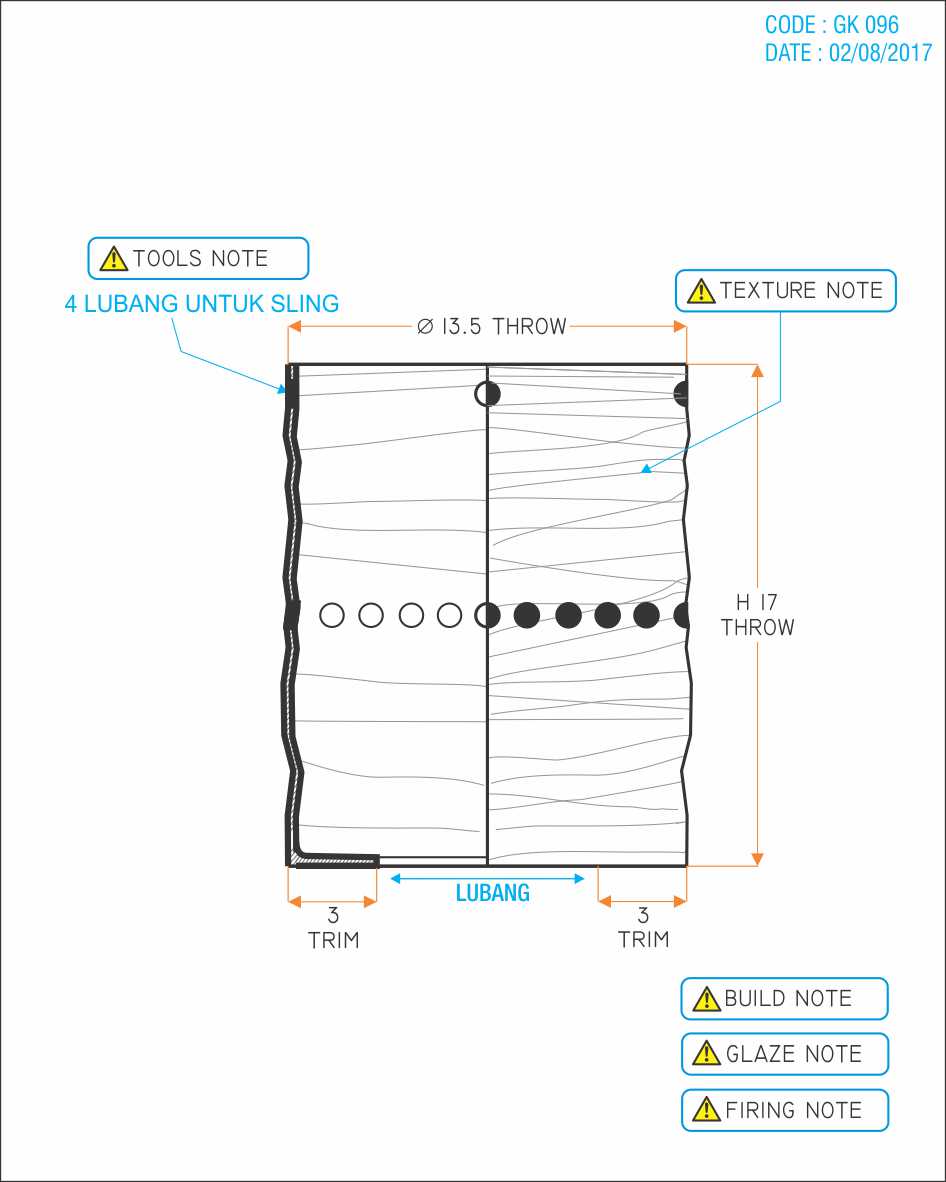 CODE : GK 096
DATE : 02/08/2017
TOOLS NOTE
4 LUBANG UNTUK SLING
TEXTURE NOTE
Ø 13.5 THROW
H 17
THROW
LUBANG
3
TRIM
3
TRIM
BUILD NOTE
GLAZE NOTE
FIRING NOTE